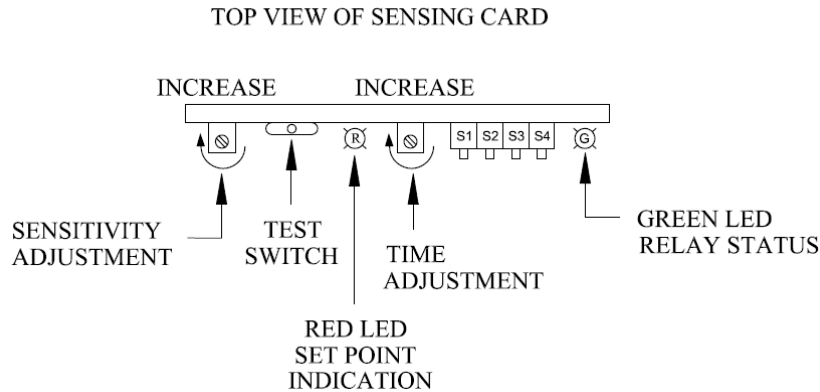 TOP VIEW OF SENSING CARD
INCREASE
INCREASE
R
S1 S2 S3 S4
G
SENSITIVITY
ADJUSTMENT
TEST
SWITCH
TIME
ADJUSTMENT
GREEN LED
RELAY STATUS
RED LED
SET POINT
INDICATION